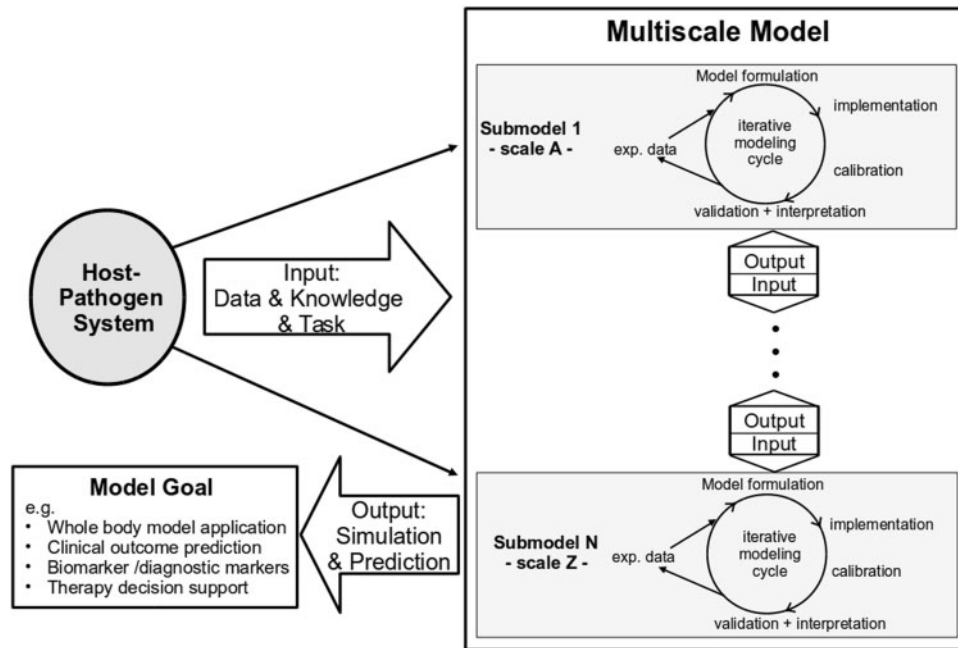 Multiscale Model
Model formulation
implementation
Submodel 1
- scale A -
exp. data
iterative
modeling
cycle
calibration
validation + interpretation
Host-
Pathogen
System
Input:
Data & Knowledge
& Task
Output
Input
Output
Input
Model Goal
e.g.
• Whole body model application
• Clinical outcome prediction
• Biomarker /diagnostic markers
• Therapy decision support
Output:
Simulation
& Prediction
Model formulation
implementation
Submodel N
- scale Z -
exp. data
iterative
modeling
cycle
calibration
validation + interpretation